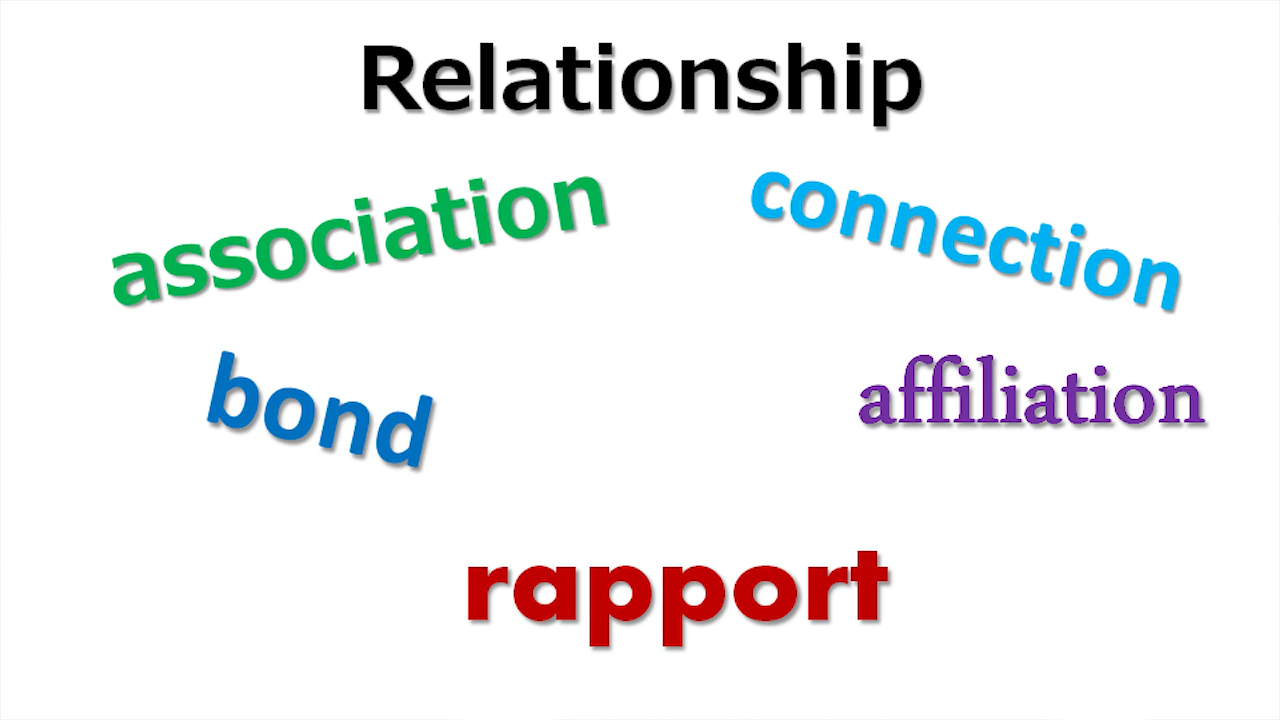 Relationship
association
connection
bond
affiliation
rapport